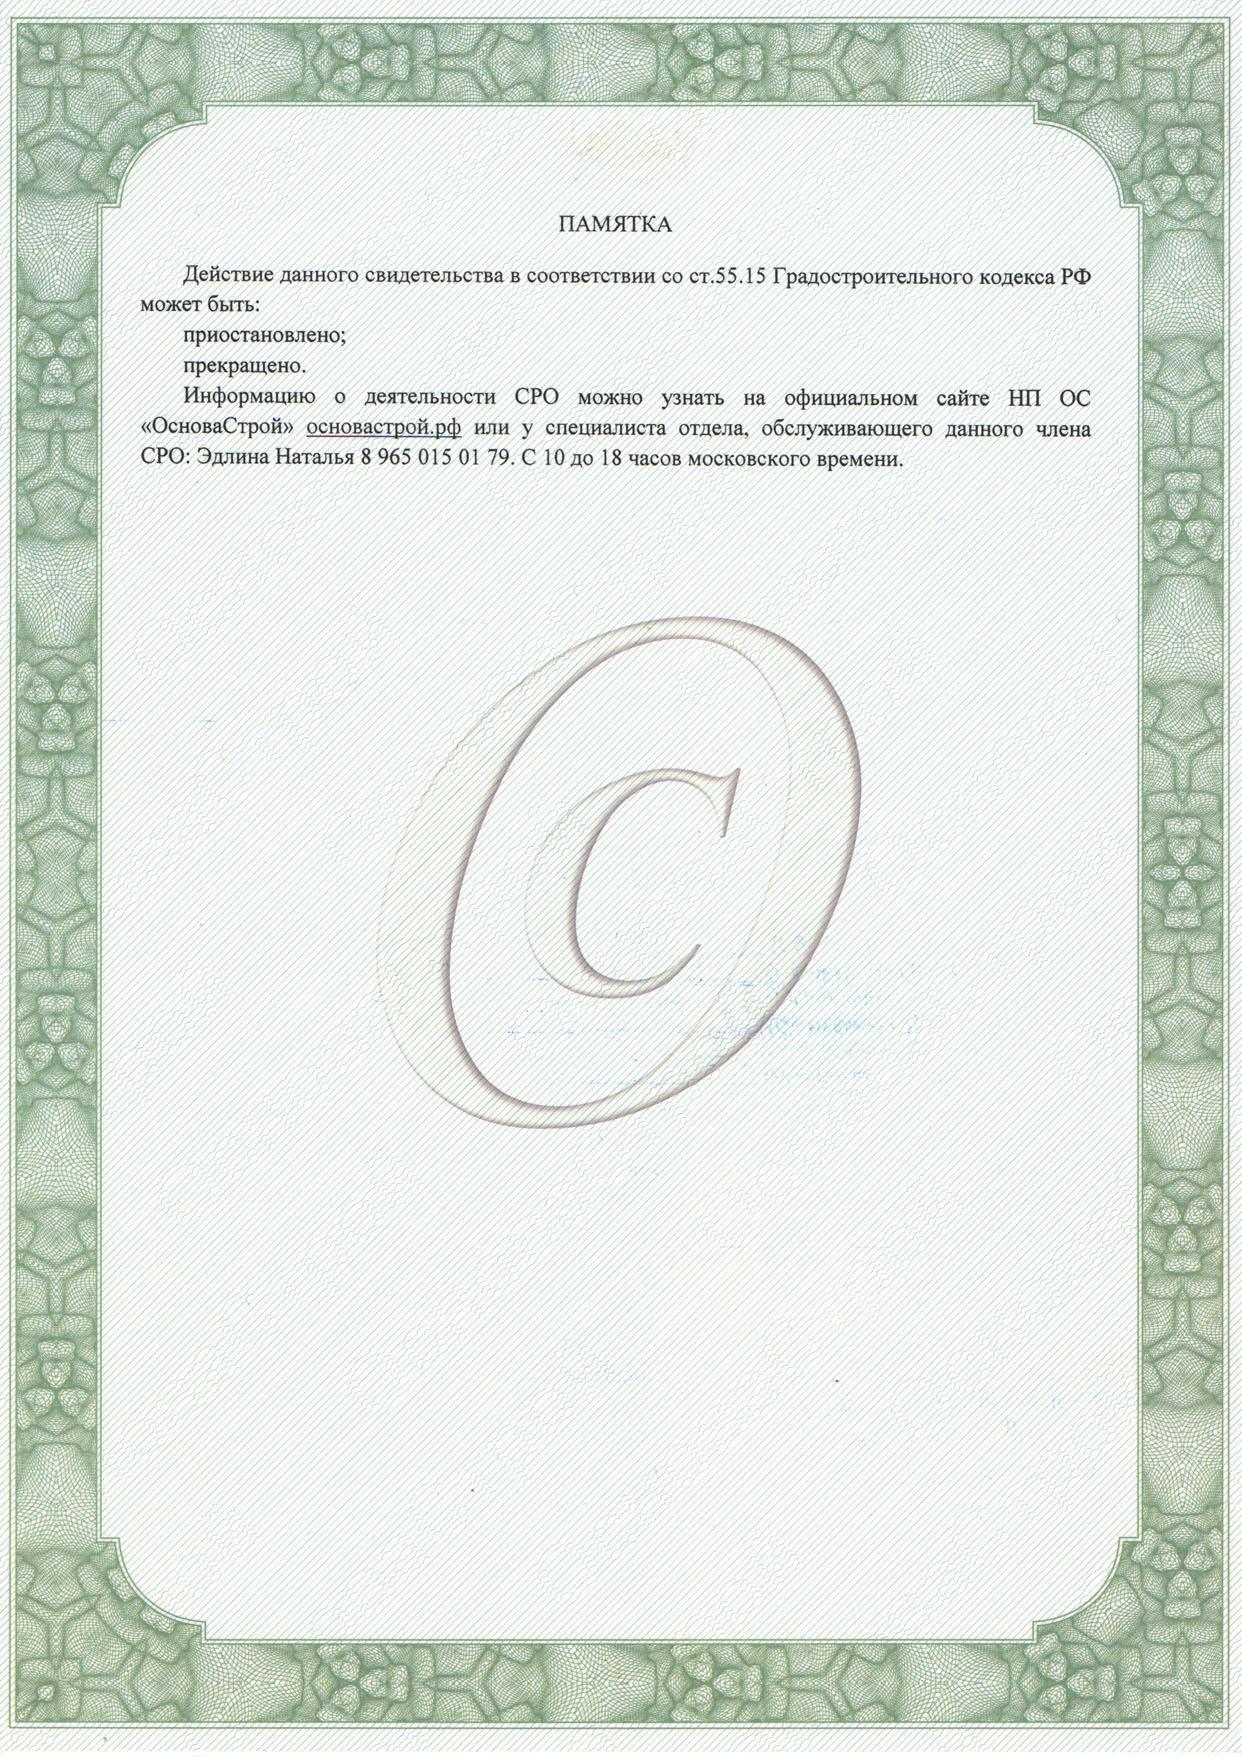 ПАМЯТКА
Действие данного свидетельства в соответствии со ст.55.15 Градостроительного кодекса РФ
может быть:
приостановлено;
прекращено.
Информацию о деятельности СРО можно узнать на официальном сайте НП ОС
«ОсноваСтрой» основастрой.рф или у специалиста отдела, обслуживающего данного члена
СРО: Эдлина Наталья 8 965 015 01 79. С 10 до 18 часов московского времени.
ОС